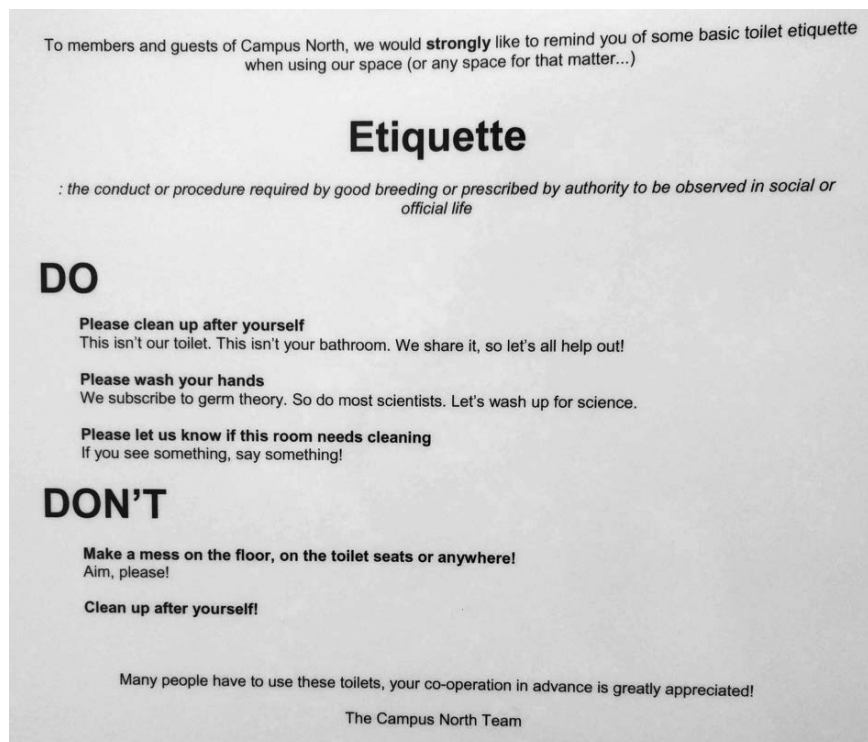 To members and guests of Campus North, we would strongly like to remind you of some basic toilet etiquette
when using our space (or any space for that matter...)
Etiquette
: the conduct or procedure required by good breeding or prescribed by authority to be observed in social or
official life
DO
Please clean up after yourself
This isn't our toilet. This isn't your bathroom. We share it, so let's all help out!
Please wash your hands
We subscribe to germ theory. So do most scientists. Let's wash up for science.
Please let us know if this room needs cleaning
If you see something, say something!
DON'T
Make a mess on the floor, on the toilet seats or anywhere!
Aim, please!
Clean up after yourself!
Many people have to use these toilets, your co-operation in advance is greatly appreciated!
The Campus North Team